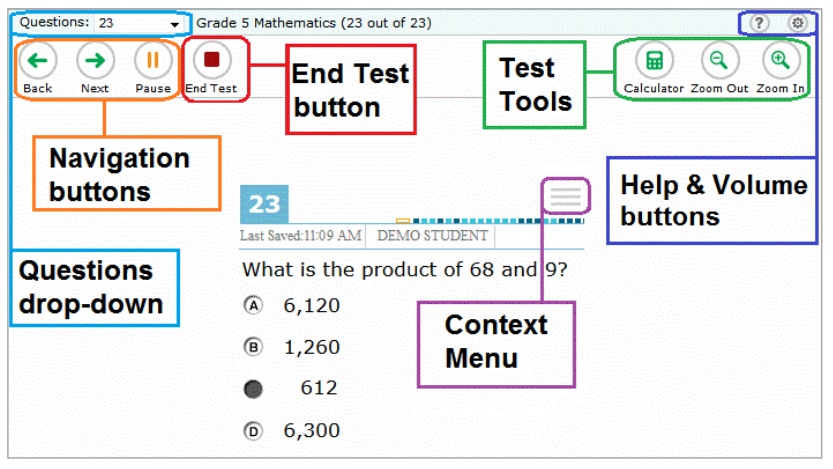 Questions: 23
Grade 5 Mathematics (23 out of 23)
?
Back
Next
Pause
End Test
End Test
button
Test
Tools
Calculator
Zoom Out
Zoom In
Navigation
buttons
Help & Volume
buttons
23
Last Saved:11:09 AM
DEMO STUDENT
Questions
drop-down
What is the product of 68 and 9?
A 6,120
B 1,260
612
D 6,300
Context
Menu